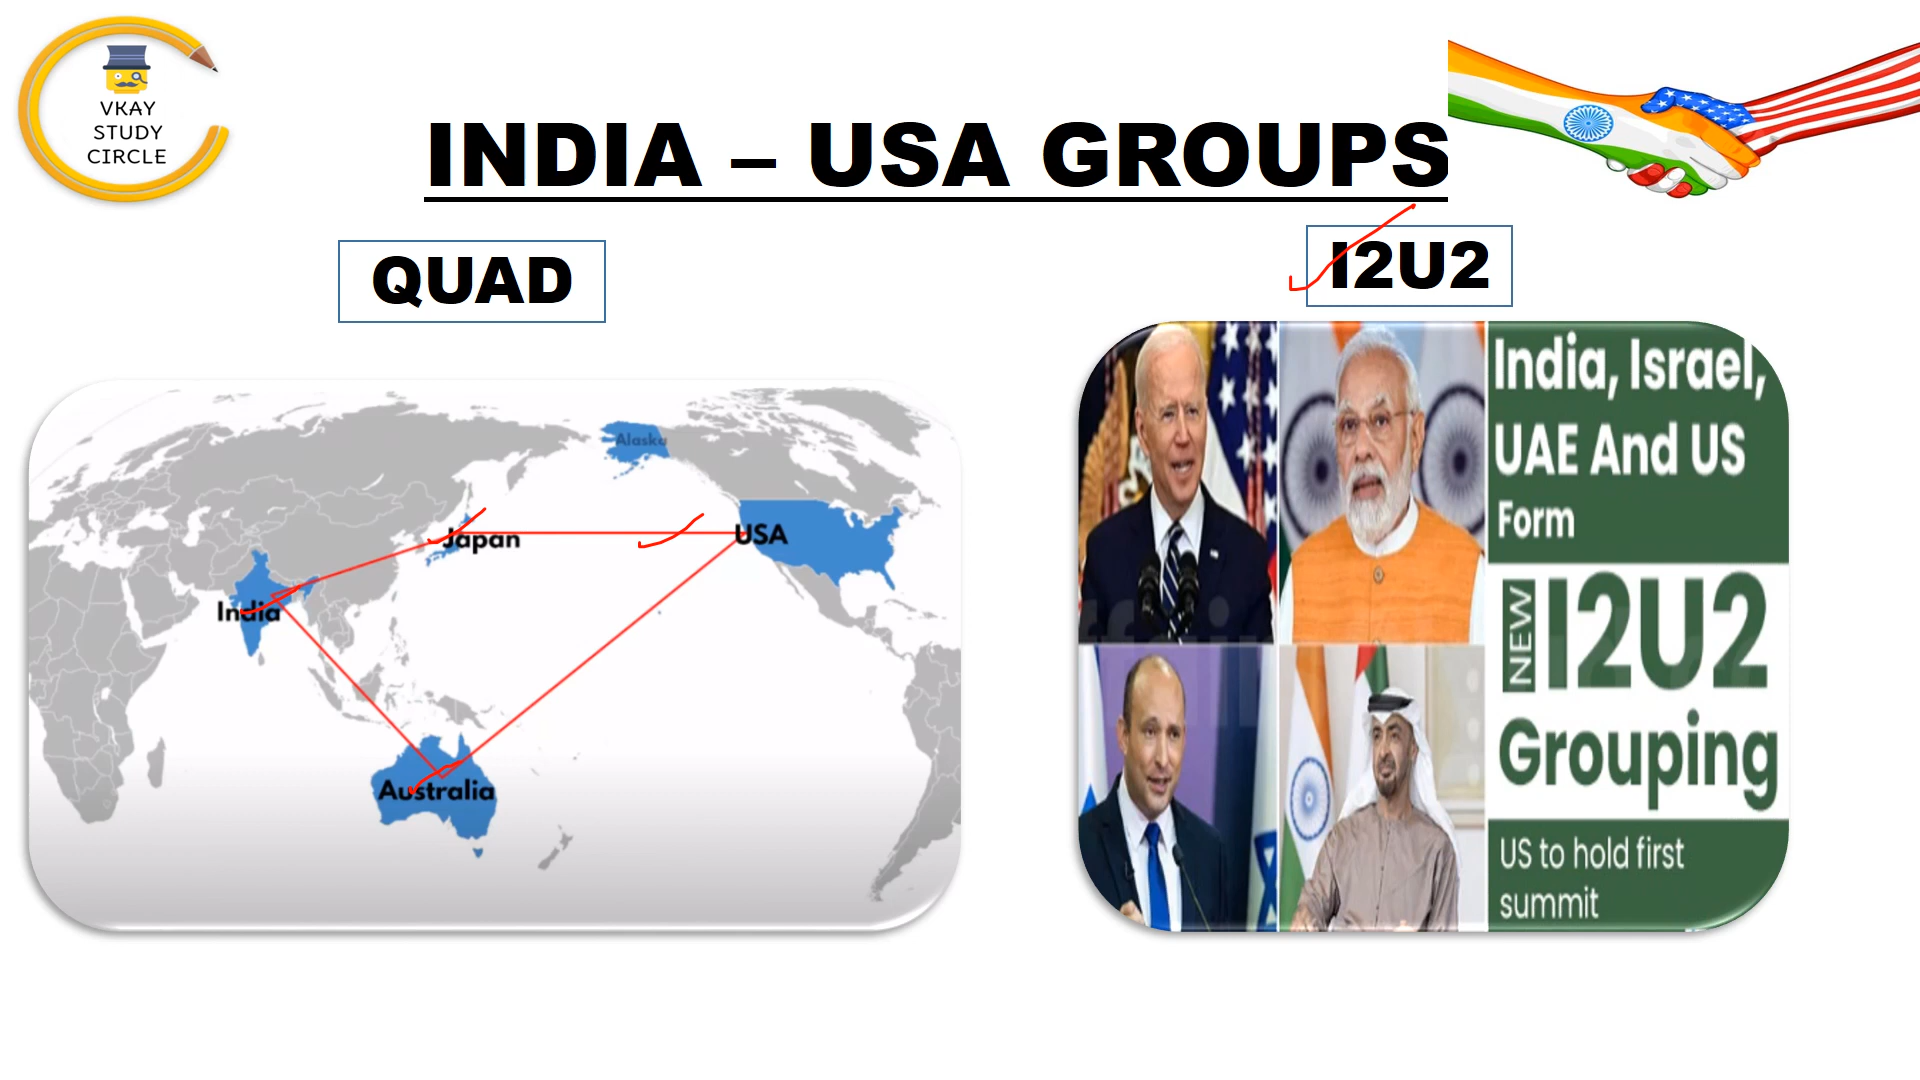 VKAY
STUDY
CIRCLE
INDIA – USA GROUPS
QUAD
I2U2
Alaska
Japan
USA
India
Australia
India, Israel,
UAE And US
Form
NEW
I2U2
Grouping
US to hold first
summit